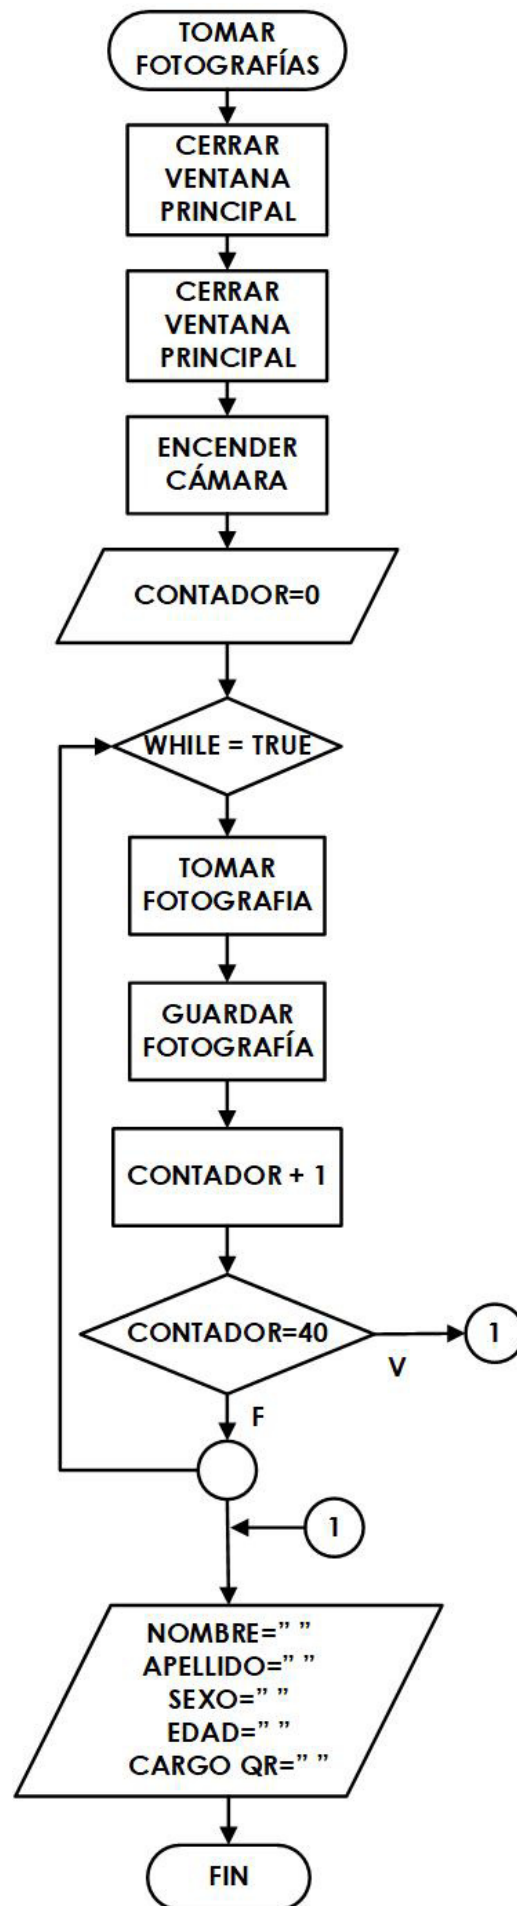 TOMAR
FOTOGRAFÍAS
CERRAR
VENTANA
PRINCIPAL
CERRAR
VENTANA
PRINCIPAL
ENCENDER
CÁMARA
CONTADOR=0
WHILE = TRUE
TOMAR
FOTOGRAFIA
GUARDAR
FOTOGRAFÍA
CONTADOR + 1
CONTADOR=40
1
V
F
1
NOMBRE=” ”
APELLIDO=” ”
SEXO=” ”
EDAD=” ”
CARGO QR=” ”
FIN